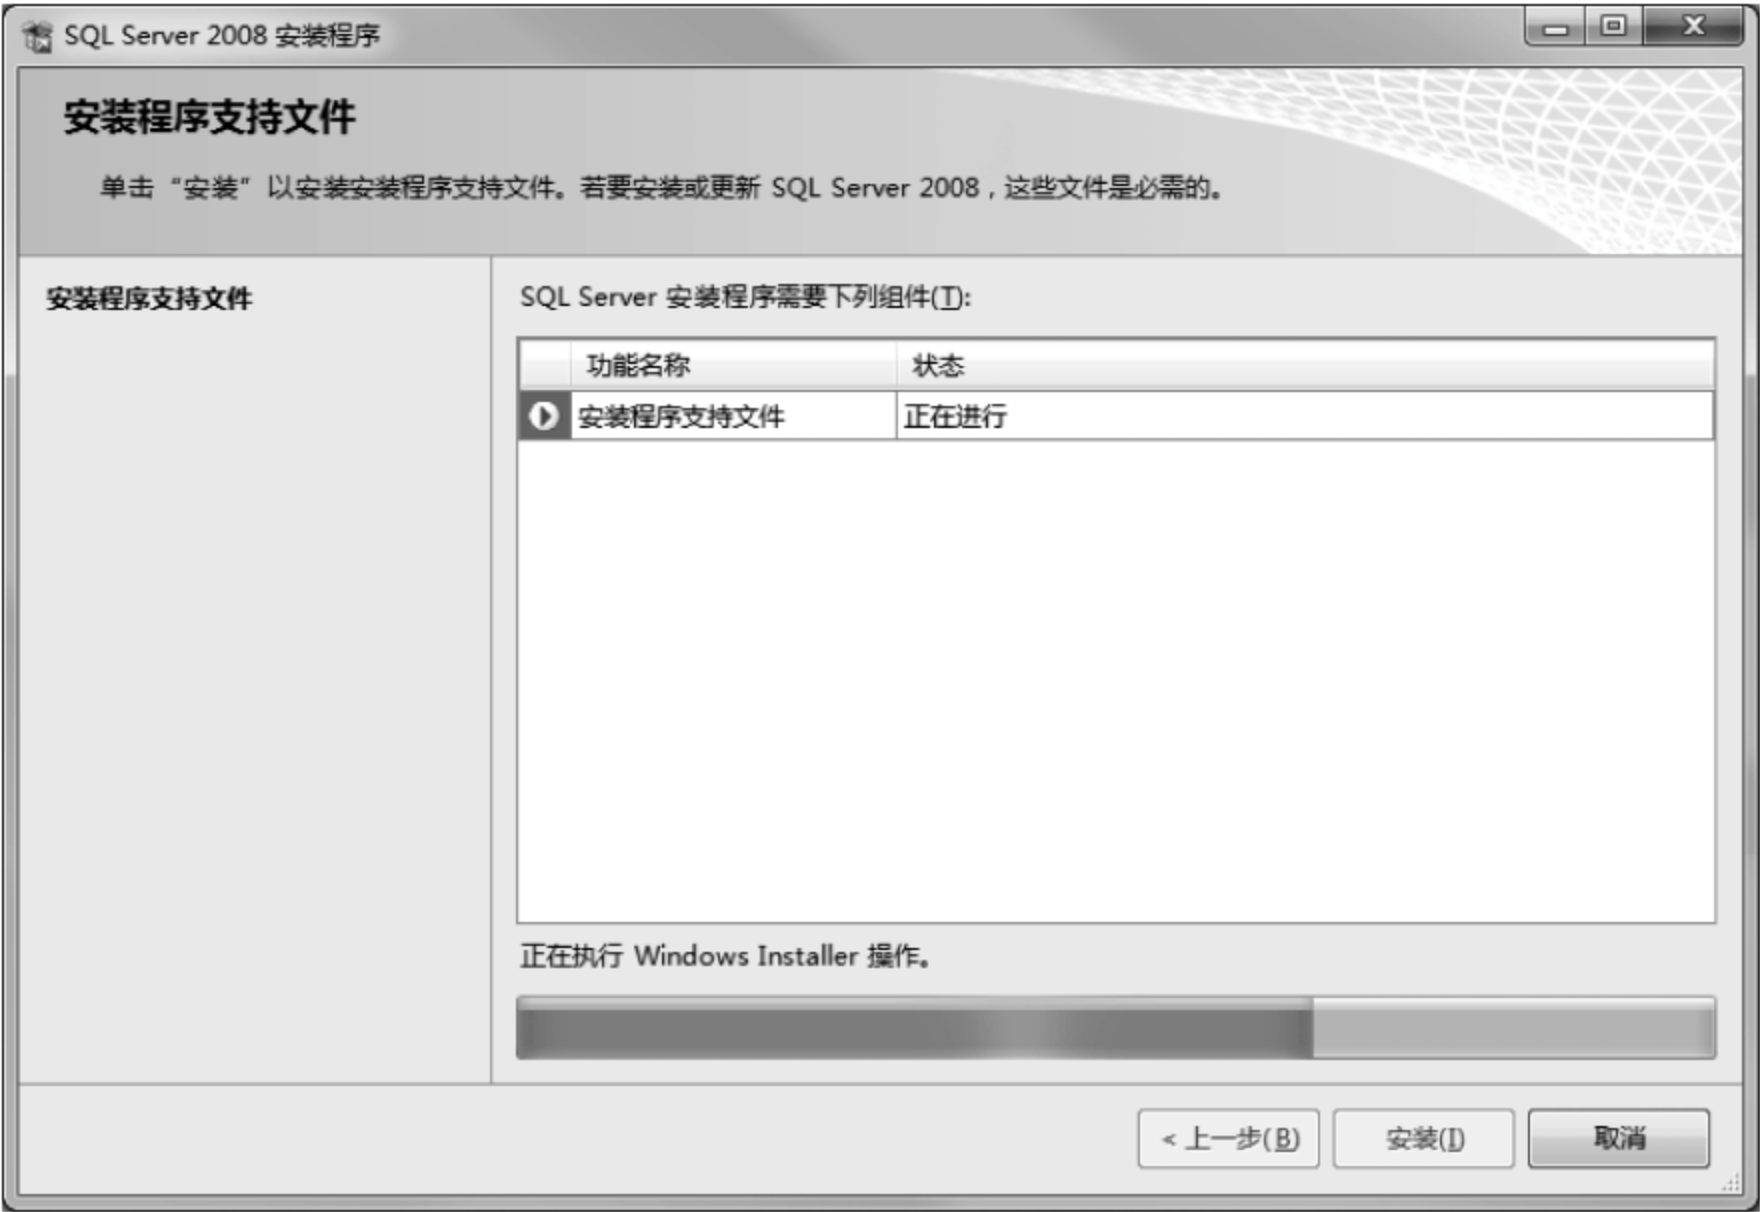 SQL Server 2008 安装程序
安装程序支持文件
单击“安装”以安装安装程序支持文件。若要安装或更新 SQL Server 2008，这些文件是必需的。
安装程序支持文件
SQL Server 安装程序需要下列组件(T):
功能名称 状态
安装程序支持文件 正在进行
正在执行 Windows Installer 操作。
< 上一步(B) 安装(I) 取消